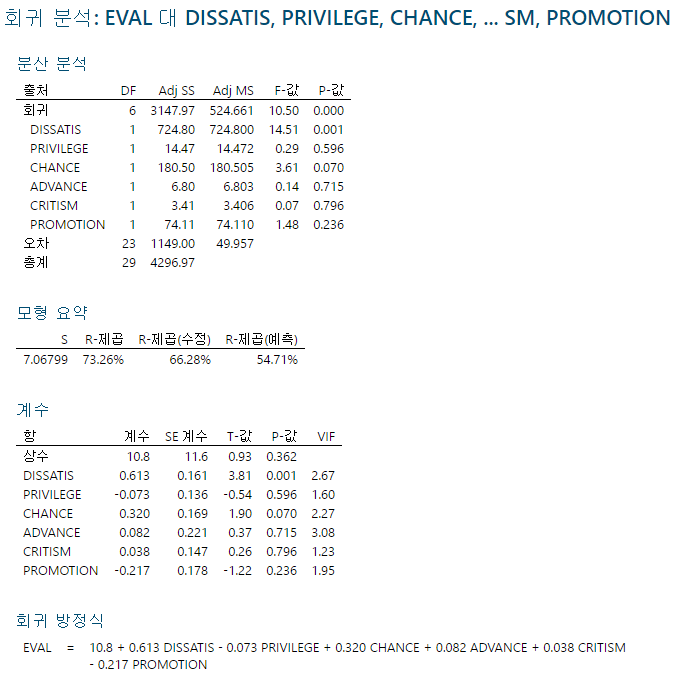 회귀 분석: EVAL 대 DISSATIS, PRIVILEGE, CHANCE, ... SM, PROMOTION
분산 분석
출처 DF Adj SS Adj MS F-값 P-값
회귀 6 3147.97 524.661 10.50 0.000
DISSATIS 1 724.80 724.800 14.51 0.001
PRIVILEGE 1 14.47 14.472 0.29 0.596
CHANCE 1 180.50 180.505 3.61 0.070
ADVANCE 1 6.80 6.803 0.14 0.715
CRITISM 1 3.41 3.406 0.07 0.796
PROMOTION 1 74.11 74.110 1.48 0.236
오차 23 1149.00 49.957
총계 29 4296.97
모형 요약
S R-제곱 R-제곱(수정) R-제곱(예측)
7.06799 73.26% 66.28% 54.71%
계수
항 계수 SE 계수 T-값 P-값 VIF
상수 10.8 11.6 0.93 0.362
DISSATIS 0.613 0.161 3.81 0.001 2.67
PRIVILEGE -0.073 0.136 -0.54 0.596 1.60
CHANCE 0.320 0.169 1.90 0.070 2.27
ADVANCE 0.082 0.221 0.37 0.715 3.08
CRITISM 0.038 0.147 0.26 0.796 1.23
PROMOTION -0.217 0.178 -1.22 0.236 1.95
회귀 방정식
EVAL = 10.8 + 0.613 DISSATIS - 0.073 PRIVILEGE + 0.320 CHANCE + 0.082 ADVANCE + 0.038 CRITISM
- 0.217 PROMOTION